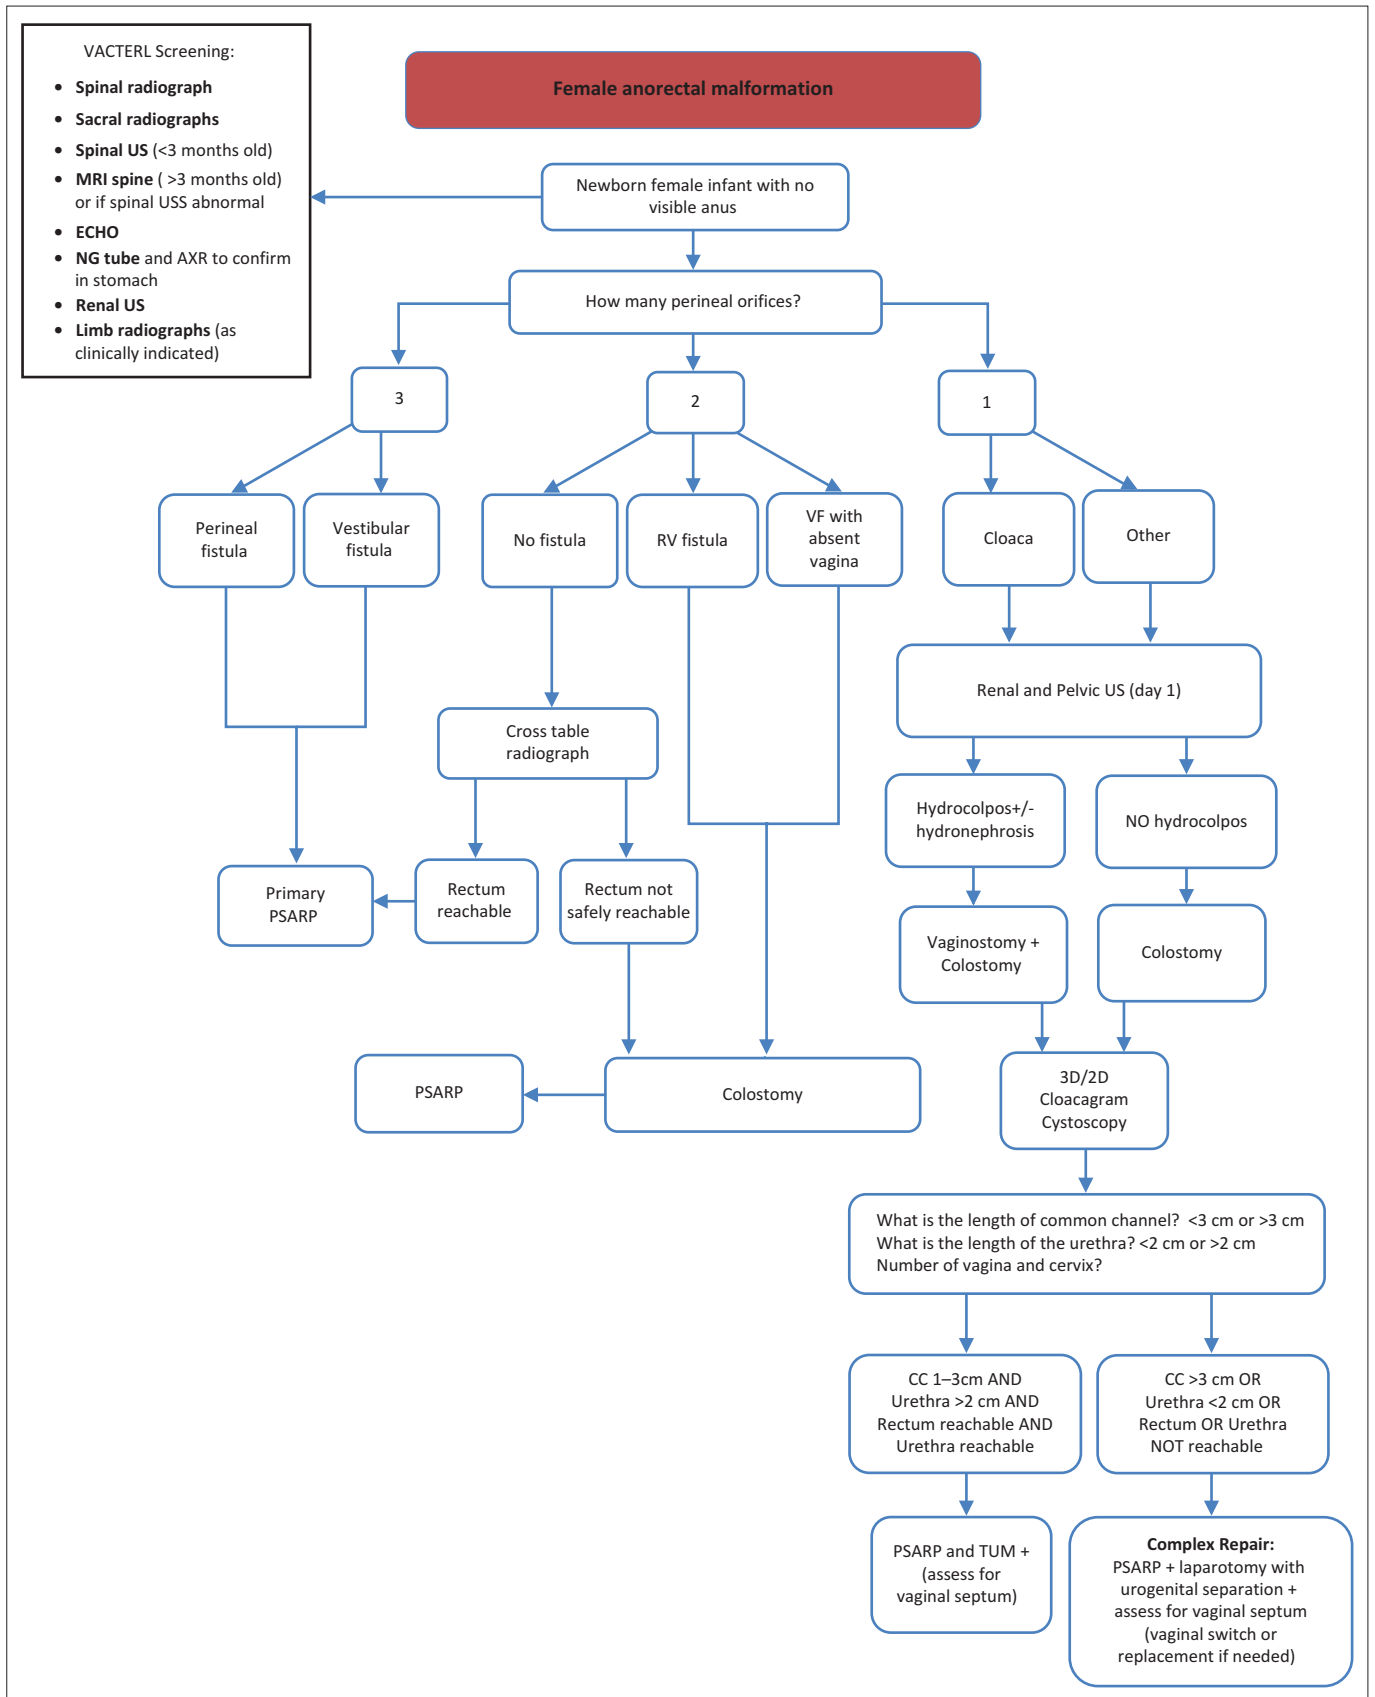 VACTERL Screening:
• Spinal radiograph
• Sacral radiographs
• Spinal US (<3 months old)
• MRI spine ( >3 months old)
or if spinal USS abnormal
• ECHO
• NG tube and AXR to confirm
in stomach
• Renal US
• Limb radiographs (as
clinically indicated)
Female anorectal malformation
Newborn female infant with no
visible anus
How many perineal orifices?
3
2
1
Perineal
fistula
Vestibular
fistula
No fistula
RV fistula
VF with
absent
vagina
Cloaca
Other
Renal and Pelvic US (day 1)
Cross table
radiograph
Hydrocolpos+/-
hydronephrosis
NO hydrocolpos
Primary
PSARP
Rectum
reachable
Rectum not
safely reachable
Vaginostomy +
Colostomy
Colostomy
PSARP
Colostomy
3D/2D
Cloacagram
Cystoscopy
What is the length of common channel?  <3 cm or >3 cm
What is the length of the urethra? <2 cm or >2 cm
Number of vagina and cervix?
CC 1–3cm AND
Urethra >2 cm AND
Rectum reachable AND
Urethra reachable
CC >3 cm OR
Urethra <2 cm OR
Rectum OR Urethra
NOT reachable
PSARP and TUM +
(assess for
vaginal septum)
Complex Repair:
PSARP + laparotomy with
urogenital separation +
assess for vaginal septum
(vaginal switch or
replacement if needed)